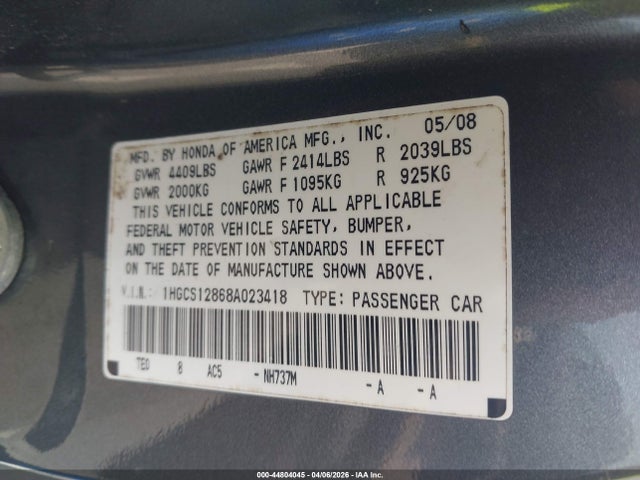 MFD. BY HONDA OF AMERICA MFG., INC. 05/08
GVWR 4409LBS GAWR F 2414LBS R 2039LBS
GVWR 2000KG GAWR F 1095KG R 925KG
THIS VEHICLE CONFORMS TO ALL APPLICABLE
FEDERAL MOTOR VEHICLE SAFETY, BUMPER,
AND THEFT PREVENTION STANDARDS IN EFFECT
ON THE DATE OF MANUFACTURE SHOWN ABOVE.
V.I.N.: 1HGCS12868A023418 TYPE: PASSENGER CAR
TE0 8 AC5 - NH737M - A - A
000-44804045 - 04/06/2026 - IAA Inc.